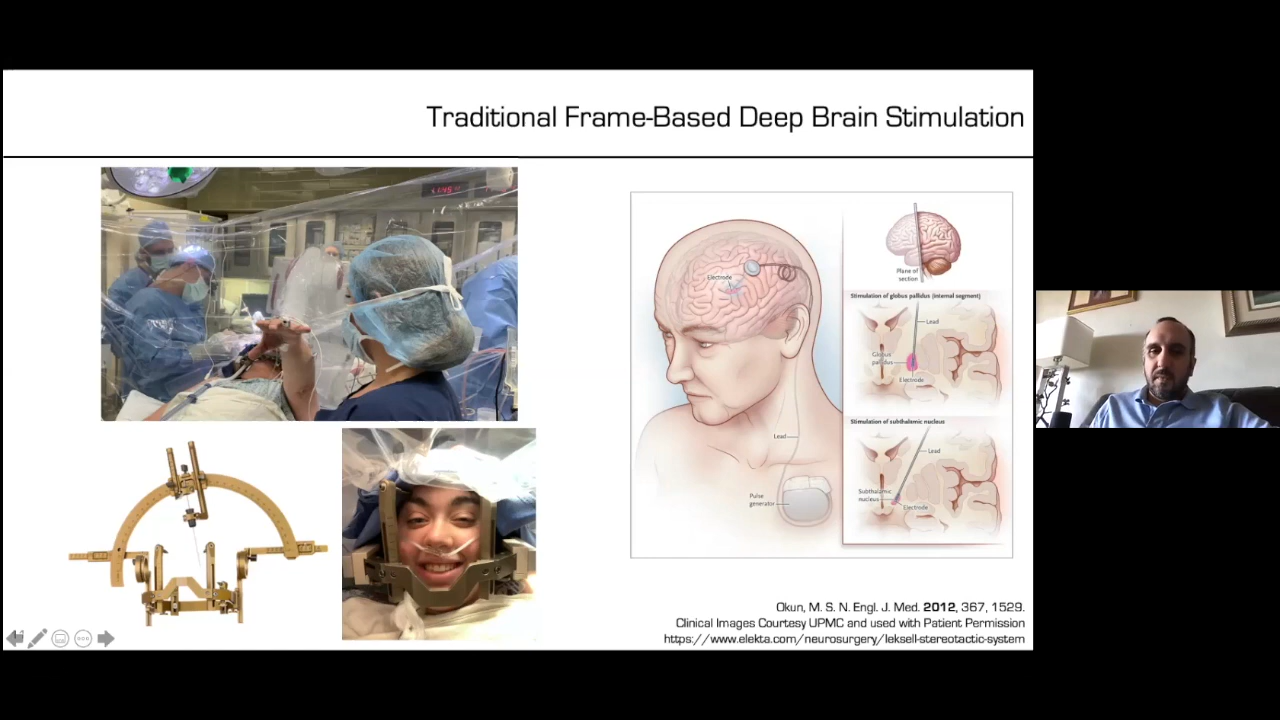 Traditional Frame-Based Deep Brain Stimulation
Electrode
Lead
Pulse
generator
Plane of
section
Stimulation of globus pallidus (internal segment)
Lead
Globus
pallidus
Electrode
Stimulation of subthalamic nucleus
Lead
Subthalamic
nucleus
Electrode
Okun, M. S. N. Engl. J. Med. 2012, 367, 1529.
Clinical Images Courtesy UPMC and used with Patient Permission
https://www.elekta.com/neurosurgery/leksell-stereotactic-system